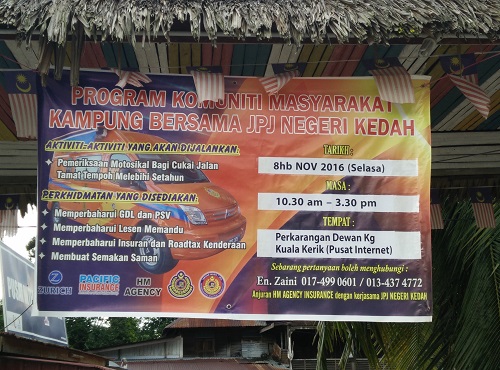 PROGRAM KOMUNITI MASYARAKAT
KAMPUNG BERSAMA JPJ NEGERI KEDAH
AKTIVITI-AKTIVITI YANG AKAN DIJALANKAN:
Pemeriksaan Motosikal Bagi Cukai Jalan
Tamat Tempoh Melebihi Setahun
PERKHIDMATAN YANG DISEDIAKAN:
Memperbaharui GDL dan PSV
Memperbaharui Lesen Memandu
Memperbaharui Insuran dan Roadtax Kenderaan
Membuat Semakan Saman
TARIKH :
8hb NOV 2016 (Selasa)
MASA :
10.30 am – 3.30 pm
TEMPAT :
Perkarangan Dewan Kg
Kuala Kerik (Pusat Internet)
Sebarang pertanyaan boleh menghubungi :
En. Zaini 017-499 0601 / 013-437 4772
Anjuran HM AGENCY INSURANCE dengan kerjasama JPJ NEGERI KEDAH
ZURICH
PACIFIC
INSURANCE
HM
AGENCY